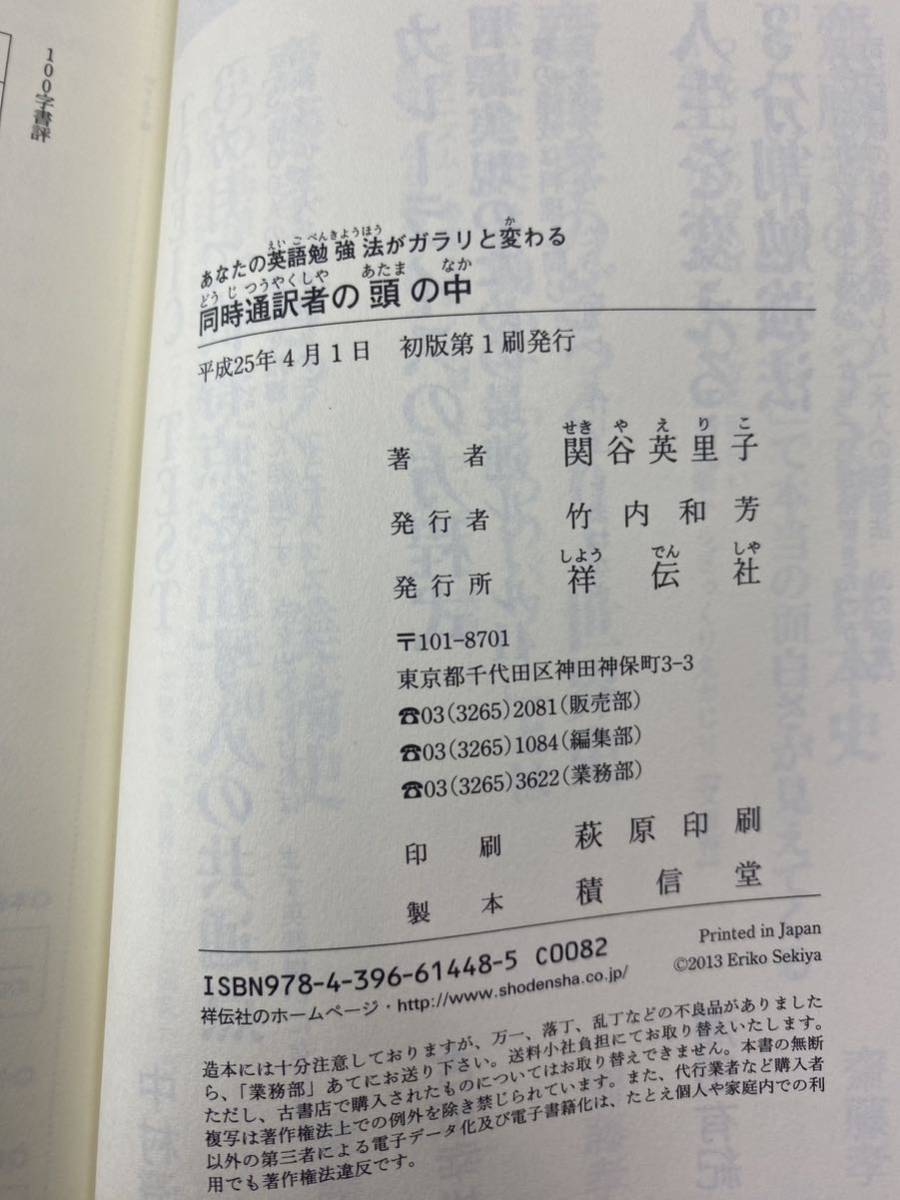 100字書評
あなたの英語勉強法がガラリと変わる
同時通訳者の頭の中
平成25年4月1日 初版第1刷発行
著者 関谷英里子
発行者 竹内和芳
発行所 祥伝社
〒101-8701
東京都千代田区神田神保町3-3
☎03(3265)2081(販売部)
☎03(3265)1084(編集部)
☎03(3265)3622(業務部)
印刷 萩原印刷
製本 積信堂
Printed in Japan
ISBN978-4-396-61448-5 C0082 ©2013 Eriko Sekiya
祥伝社のホームページ・http://www.shodensha.co.jp/
造本には十分注意しておりますが、万一、落丁、乱丁などの不良品がありました
ら、「業務部」あてにお送り下さい。送料小社負担にてお取り替えいたします。
ただし、古書店で購入されたものについてはお取り替えできません。本書の無断
複写は著作権法上での例外を除き禁じられています。また、代行業者など購入者
以外の第三者による電子データ化及び電子書籍化は、たとえ個人や家庭内での利
用でも著作権法違反です。